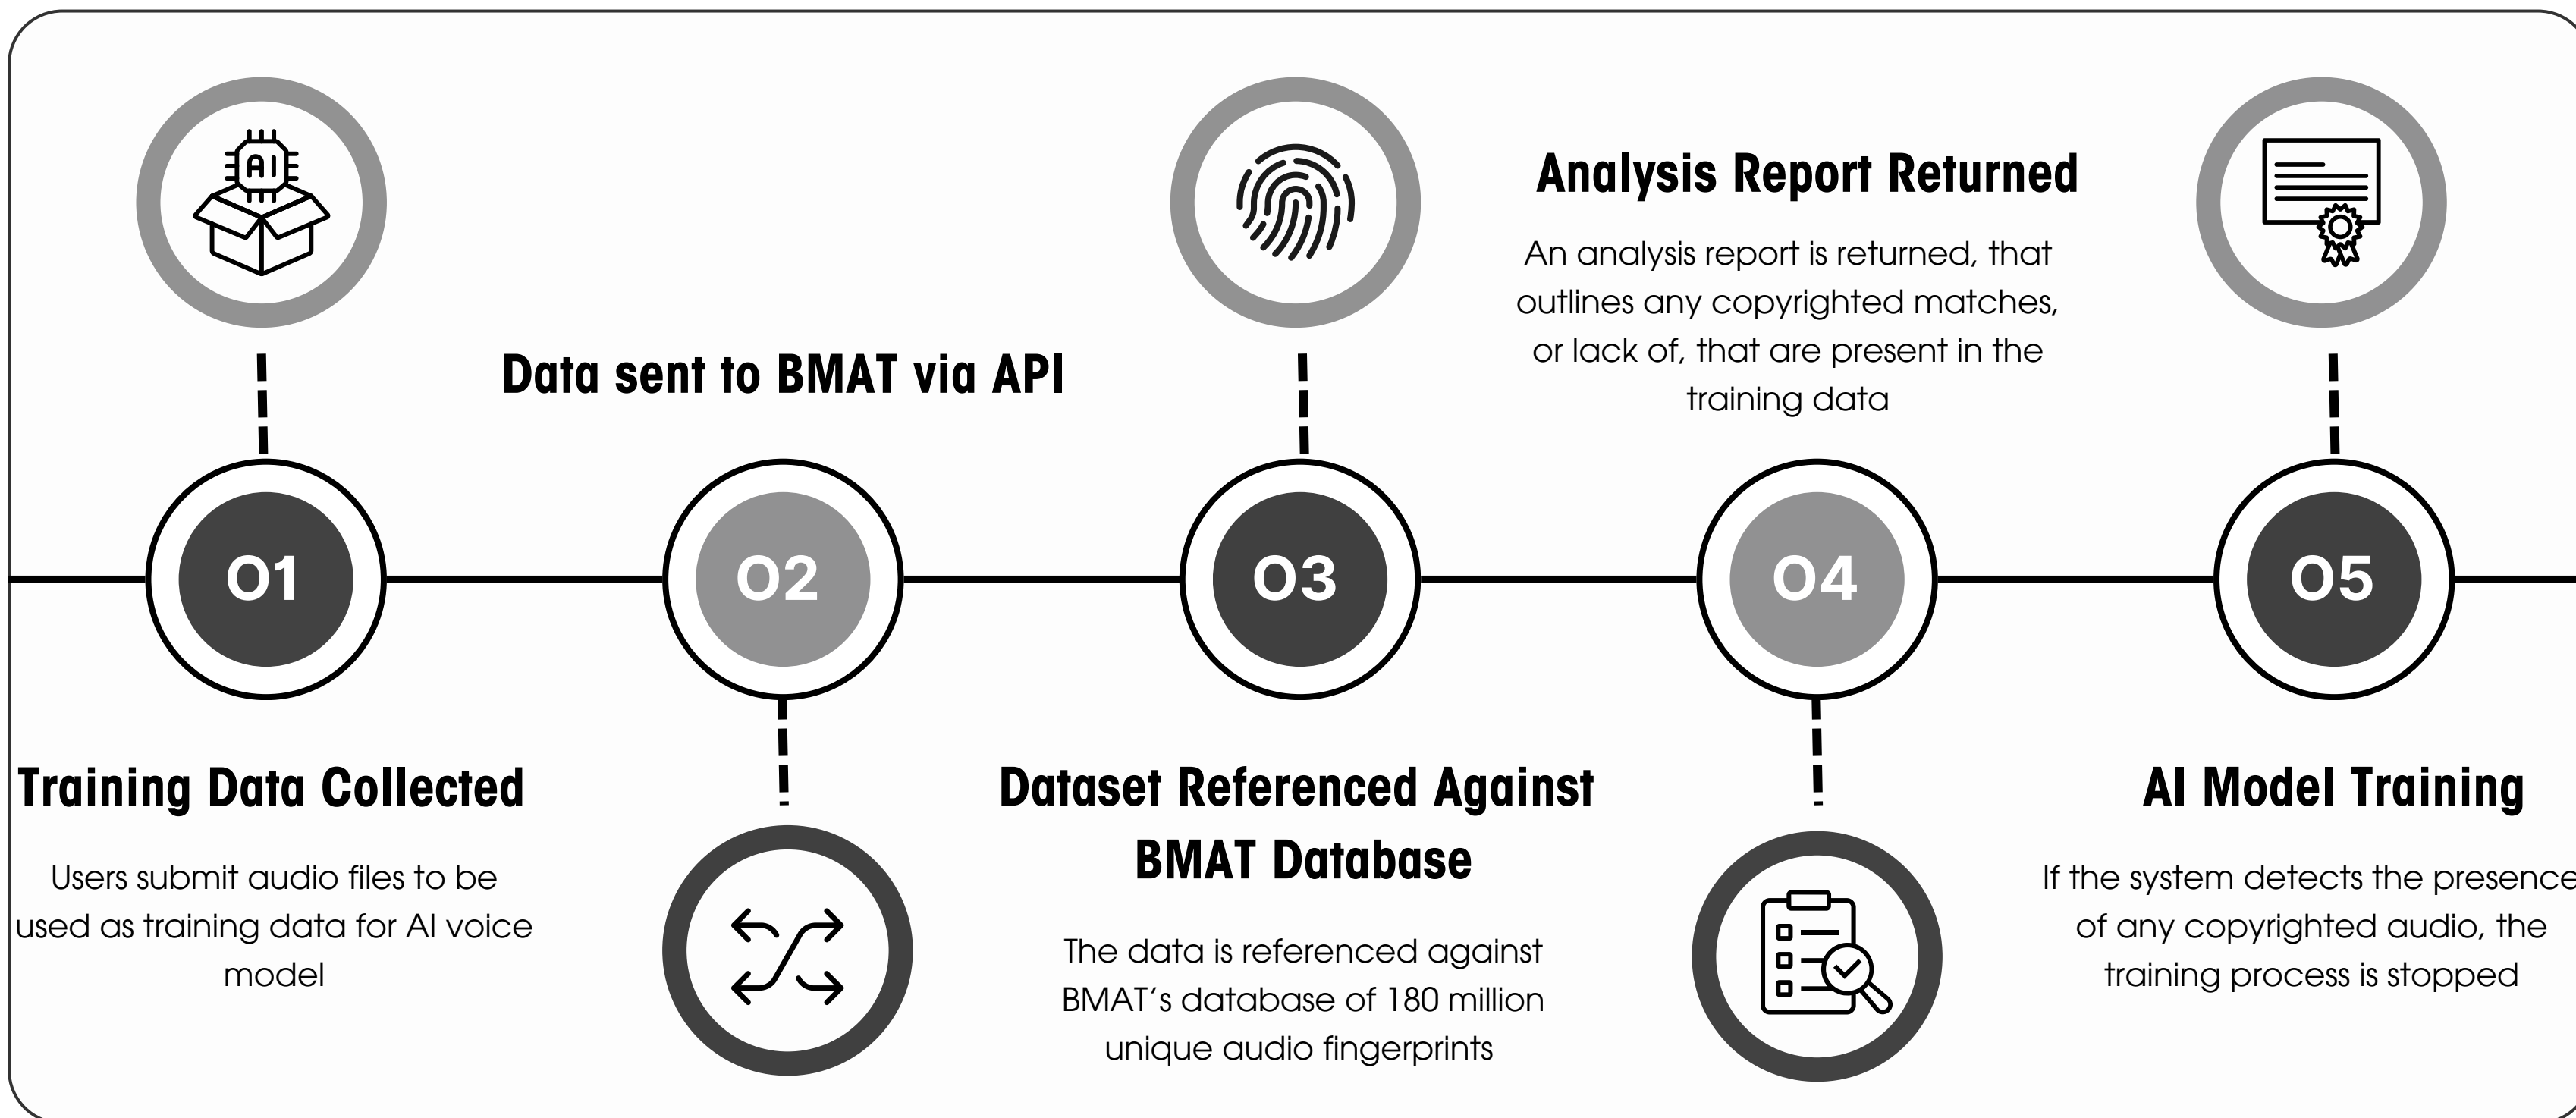 AI
01
Training Data Collected
Users submit audio files to be
used as training data for AI voice
model
Data sent to BMAT via API
02
03
Dataset Referenced Against
BMAT Database
The data is referenced against
BMAT's database of 180 million
unique audio fingerprints
Analysis Report Returned
An analysis report is returned, that
outlines any copyrighted matches,
or lack of, that are present in the
training data
04
05
AI Model Training
If the system detects the presence
of any copyrighted audio, the
training process is stopped